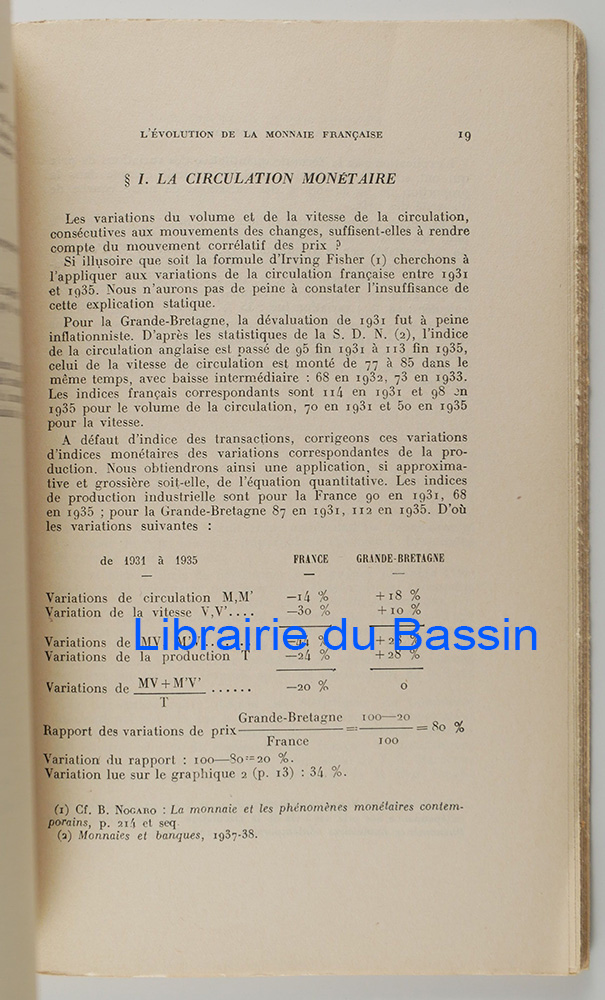 L'ÉVOLUTION DE LA MONNAIE FRANÇAISE 19
§ I. LA CIRCULATION MONÉTAIRE
Les variations du volume et de la vitesse de la circulation,
consécutives aux mouvements des changes, suffisent-elles à rendre
compte du mouvement corrélatif des prix ?
Si illusoire que soit la formule d'Irving Fisher (1) cherchons à
l'appliquer aux variations de la circulation française entre 1931
et 1935. Nous n'aurons pas de peine à constater l'insuffisance de
cette explication statique.
Pour la Grande-Bretagne, la dévaluation de 1931 fut à peine
inflationniste. D'après les statistiques de la S. D. N. (2), l'indice
de la circulation anglaise est passé de 95 fin 1931 à 113 fin 1935,
celui de la vitesse de circulation est monté de 77 à 85 dans le
même temps, avec baisse intermédiaire : 68 en 1932, 73 en 1933.
Les indices français correspondants sont 114 en 1931 et 98 en
1935 pour le volume de la circulation, 70 en 1931 et 50 en 1935
pour la vitesse.
A défaut d'indice des transactions, corrigeons ces variations
d'indices monétaires des variations correspondantes de la pro-
duction. Nous obtiendrons ainsi une application, si approxima-
tive et grossière soit-elle, de l'équation quantitative. Les indices
de production industrielle sont pour la France 90 en 1931, 68
en 1935 ; pour la Grande-Bretagne 87 en 1931, 112 en 1935. D'où
les variations suivantes :
de 1931 à 1935 FRANCE GRANDE-BRETAGNE
Variations de circulation M,M' —14 % +18 %
Variation de la vitesse V,V'.... —30 % +10 %
Variations de MV M'V' —44 % +28 %
Librairie du Bassin
Variations de la production T —24 % +28 %
Variations de MV+M'V' / T ...... —20 % 0
Rapport des variations de prix Grande-Bretagne / France = 100—20 / 100 = 80 %
Variation du rapport : 100—80=20 %.
Variation lue sur le graphique 2 (p. 13) : 34 %.
(1) Cf. B. NOGARO : La monnaie et les phénomènes monétaires contem-
porains, p. 214 et seq.
(2) Monnaies et banques, 1937-38.